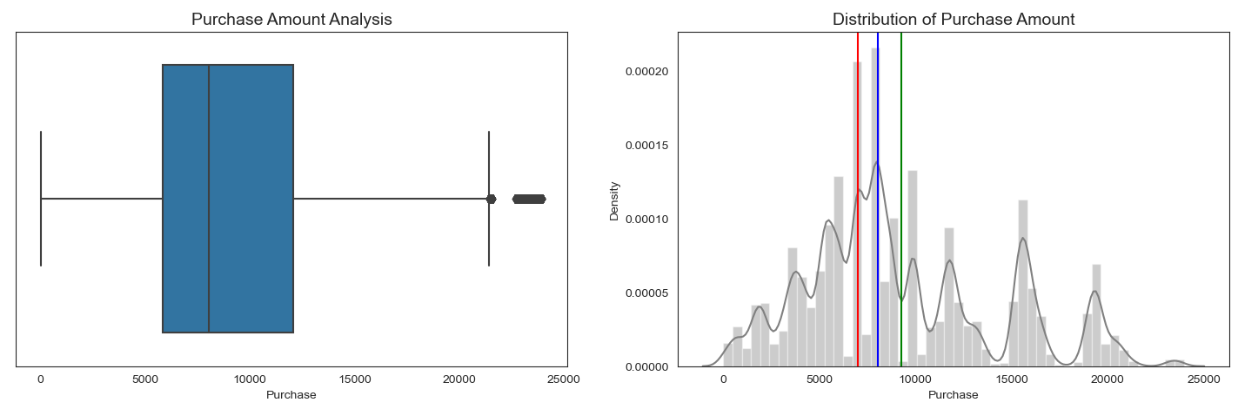 Purchase Amount Analysis
0 5000 10000 15000 20000 25000
Purchase
Distribution of Purchase Amount
Density
0.00020
0.00015
0.00010
0.00005
0.00000
0 5000 10000 15000 20000 25000
Purchase